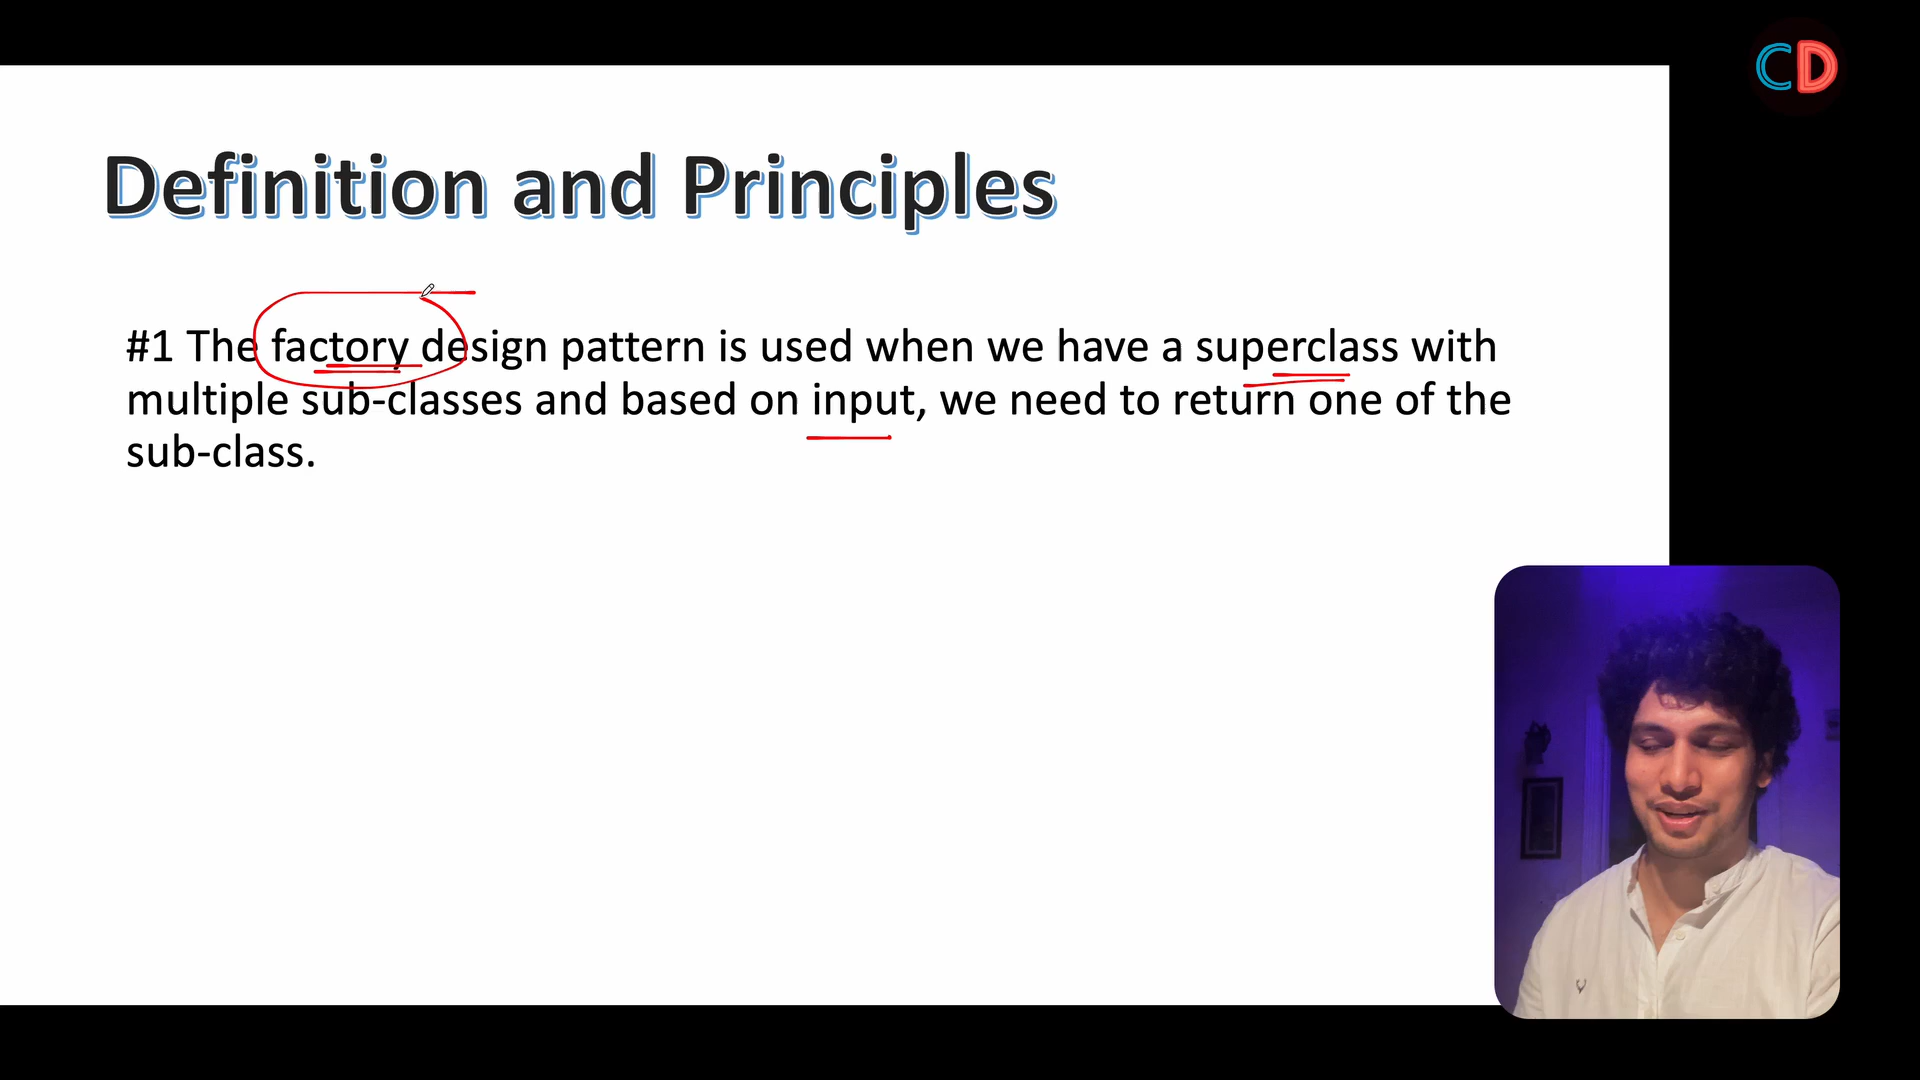 CD
Definition and Principles
#1 The factory design pattern is used when we have a superclass with
multiple sub-classes and based on input, we need to return one of the
sub-class.